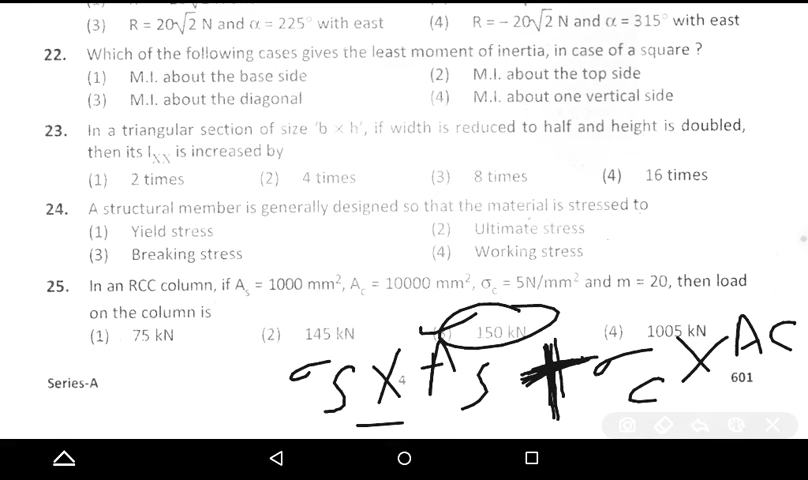 (3) R = 20√2 N and α = 225° with east (4) R = – 20√2 N and α = 315° with east
22. Which of the following cases gives the least moment of inertia, in case of a square ?
(1) M.I. about the base side (2) M.I. about the top side
(3) M.I. about the diagonal (4) M.I. about one vertical side
23. In a triangular section of size 'b × h', if width is reduced to half and height is doubled,
then its I_XX is increased by
(1) 2 times (2) 4 times (3) 8 times (4) 16 times
24. A structural member is generally designed so that the material is stressed to
(1) Yield stress (2) Ultimate stress
(3) Breaking stress (4) Working stress
25. In an RCC column, if A_s = 1000 mm², A_c = 10000 mm², σ_c = 5N/mm² and m = 20, then load
on the column is
(1) 75 kN (2) 145 kN 150 kN (4) 1005 kN
σs X As + σc X Ac
Series-A 4 601